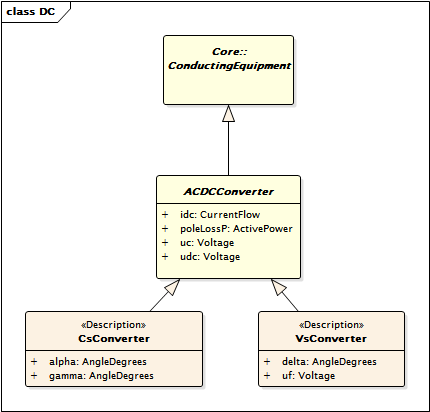 class DC
Core::
ConductingEquipment
ACDCConverter
+ idc: CurrentFlow
+ poleLossP: ActivePower
+ uc: Voltage
+ udc: Voltage
«Description»
CsConverter
+ alpha: AngleDegrees
+ gamma: AngleDegrees
«Description»
VsConverter
+ delta: AngleDegrees
+ uf: Voltage